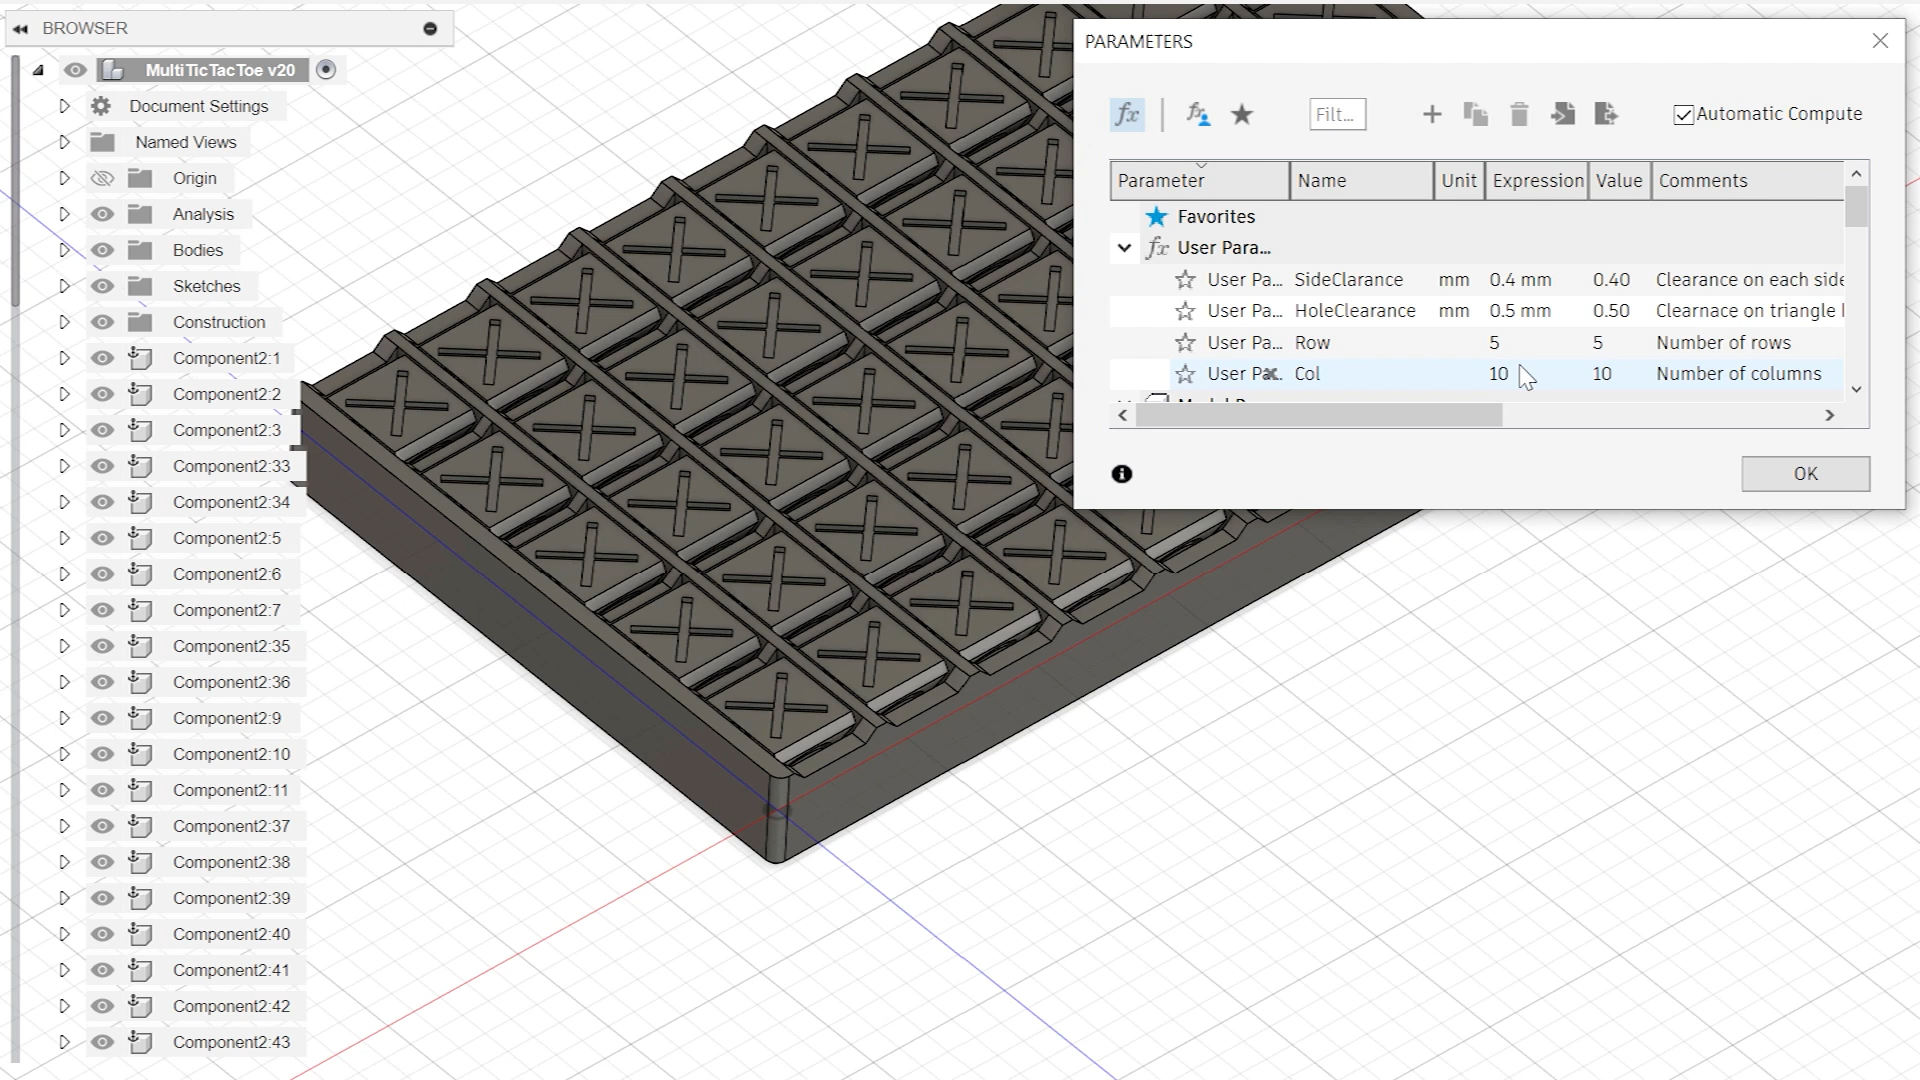 BROWSER
MultiTicTacToe v20
Document Settings
Named Views
Origin
Analysis
Bodies
Sketches
Construction
Component2:1
Component2:2
Component2:3
Component2:33
Component2:34
Component2:5
Component2:6
Component2:7
Component2:35
Component2:36
Component2:9
Component2:10
Component2:11
Component2:37
Component2:38
Component2:39
Component2:40
Component2:41
Component2:42
Component2:43
PARAMETERS
fx fx Filt... Automatic Compute
Parameter Name Unit Expression Value Comments
Favorites
fx User Para...
User Pa... SideClarance mm 0.4 mm 0.40 Clearance on each side
User Pa... HoleClearance mm 0.5 mm 0.50 Clearnace on triangle
User Pa... Row 5 5 Number of rows
User Pa... Col 10 10 Number of columns
OK